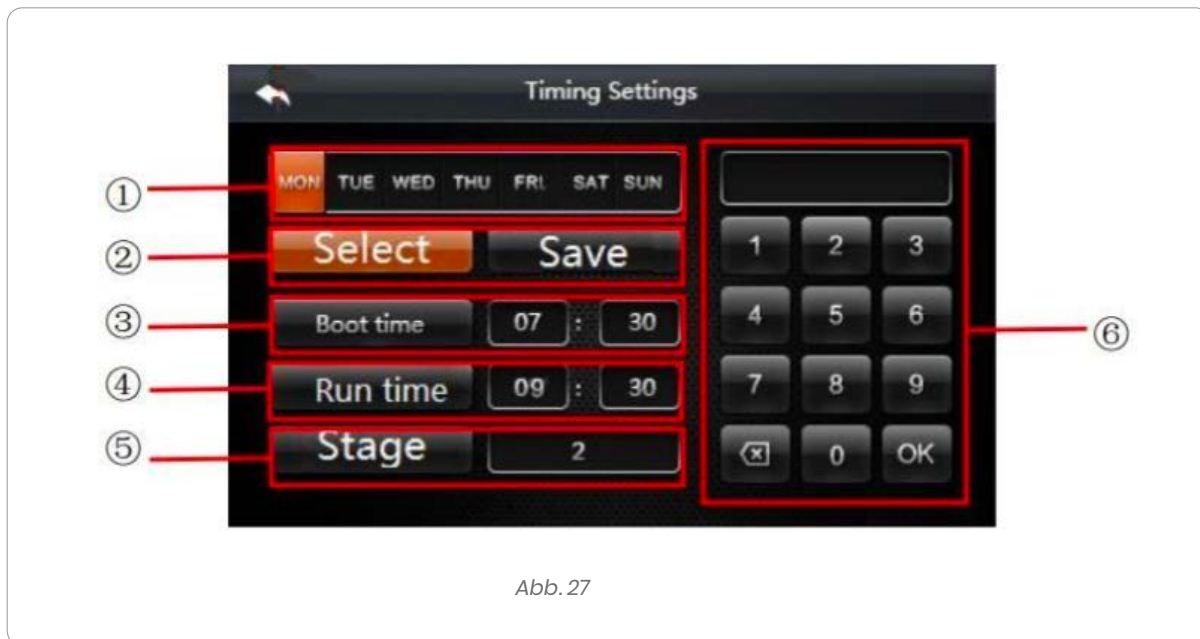 Timing Settings
MON TUE WED THU FRI. SAT SUN
①
Select Save
②
Boot time 07 : 30
③
Run time 09 : 30
④
Stage 2
⑤
1 2 3
4 5 6
7 8 9
0 OK
⑥
Abb. 27